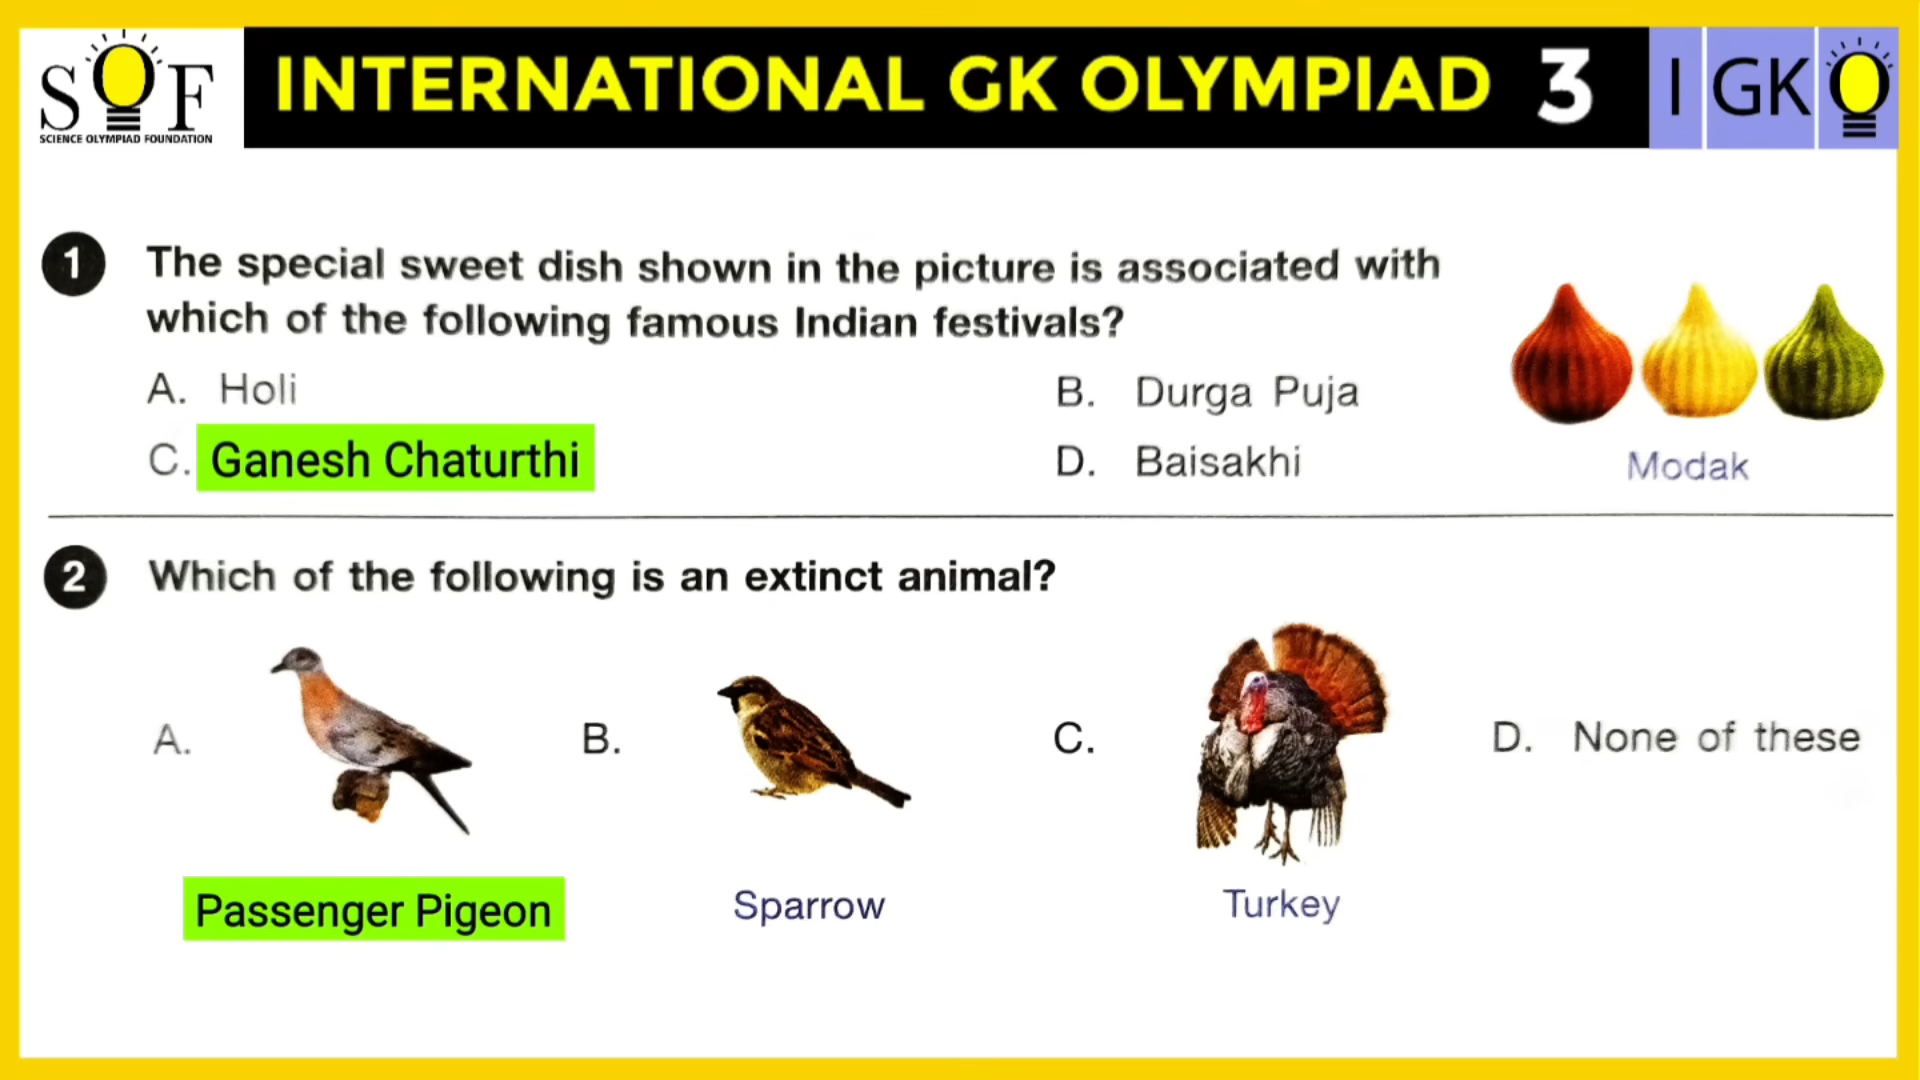 SOF
SCIENCE OLYMPIAD FOUNDATION
INTERNATIONAL GK OLYMPIAD 3
I GKO
1 The special sweet dish shown in the picture is associated with
which of the following famous Indian festivals?
A. Holi
B. Durga Puja
C. Ganesh Chaturthi
D. Baisakhi
Modak
2 Which of the following is an extinct animal?
A.
B.
C.
D. None of these
Passenger Pigeon
Sparrow
Turkey